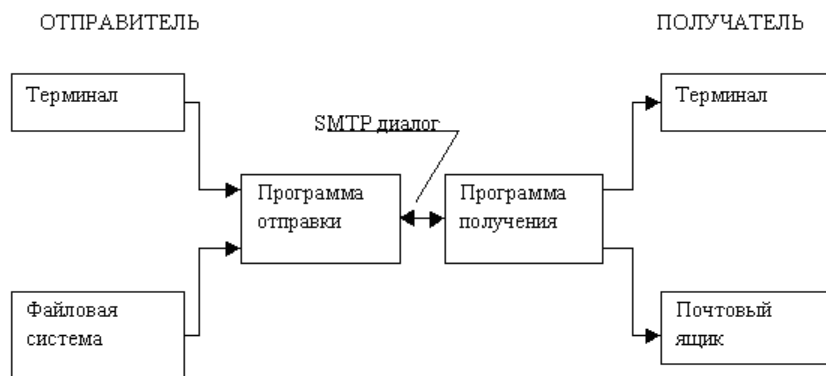 ОТПРАВИТЕЛЬ
ПОЛУЧАТЕЛЬ
Терминал
Терминал
SMTP диалог
Программа
отправки
Программа
получения
Файловая
система
Почтовый
ящик